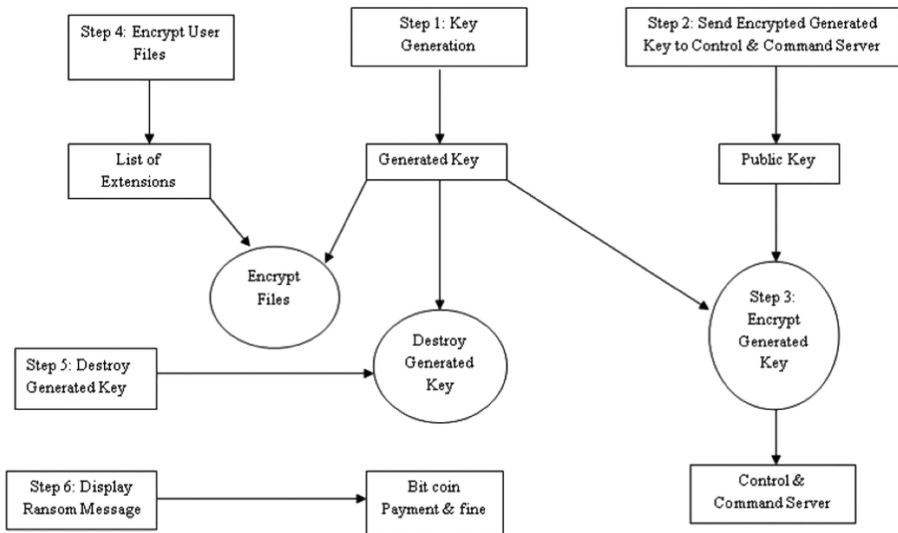 Step 4: Encrypt User
Files
Step 1: Key
Generation
Step 2: Send Encrypted Generated
Key to Control & Command Server
List of
Extensions
Generated Key
Public Key
Encrypt
Files
Destroy
Generated
Key
Step 3:
Encrypt
Generated
Key
Step 5: Destroy
Generated Key
Step 6: Display
Ransom Message
Bit coin
Payment & fine
Control &
Command Server